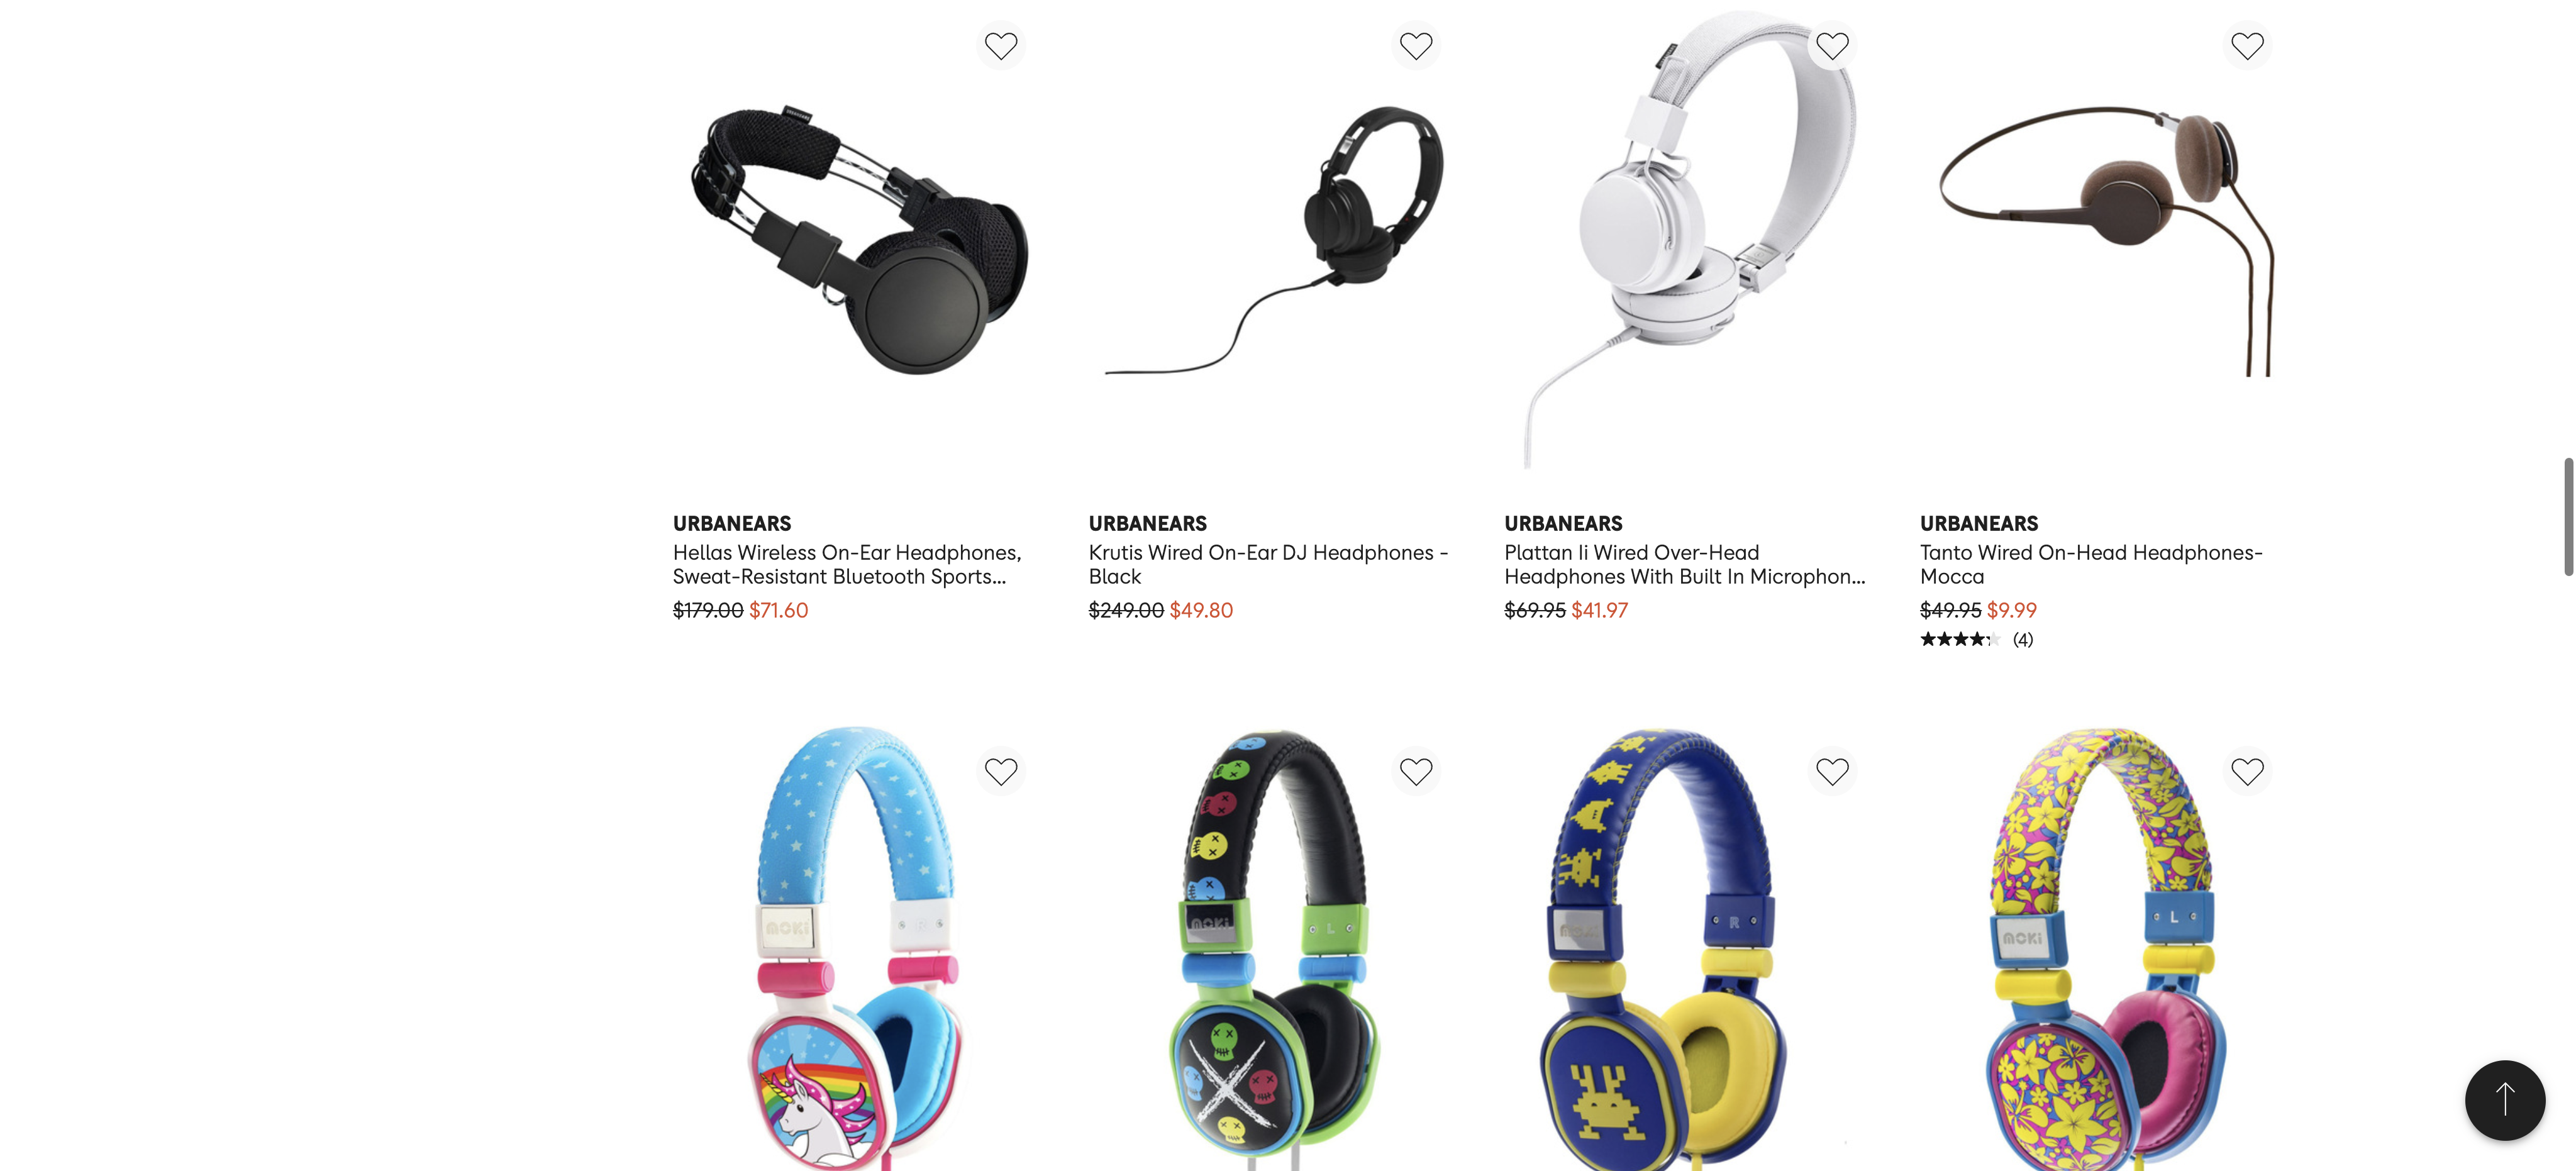 URBANEARS
Hellas Wireless On-Ear Headphones,
Sweat-Resistant Bluetooth Sports...
$179.00 $71.60
URBANEARS
Krutis Wired On-Ear DJ Headphones -
Black
$249.00 $49.80
URBANEARS
Plattan Ii Wired Over-Head
Headphones With Built In Microphon...
$69.95 $41.97
URBANEARS
Tanto Wired On-Head Headphones-
Mocca
$49.95 $9.99
(4)
MOKi
MOKi
L
R
MOKi
L